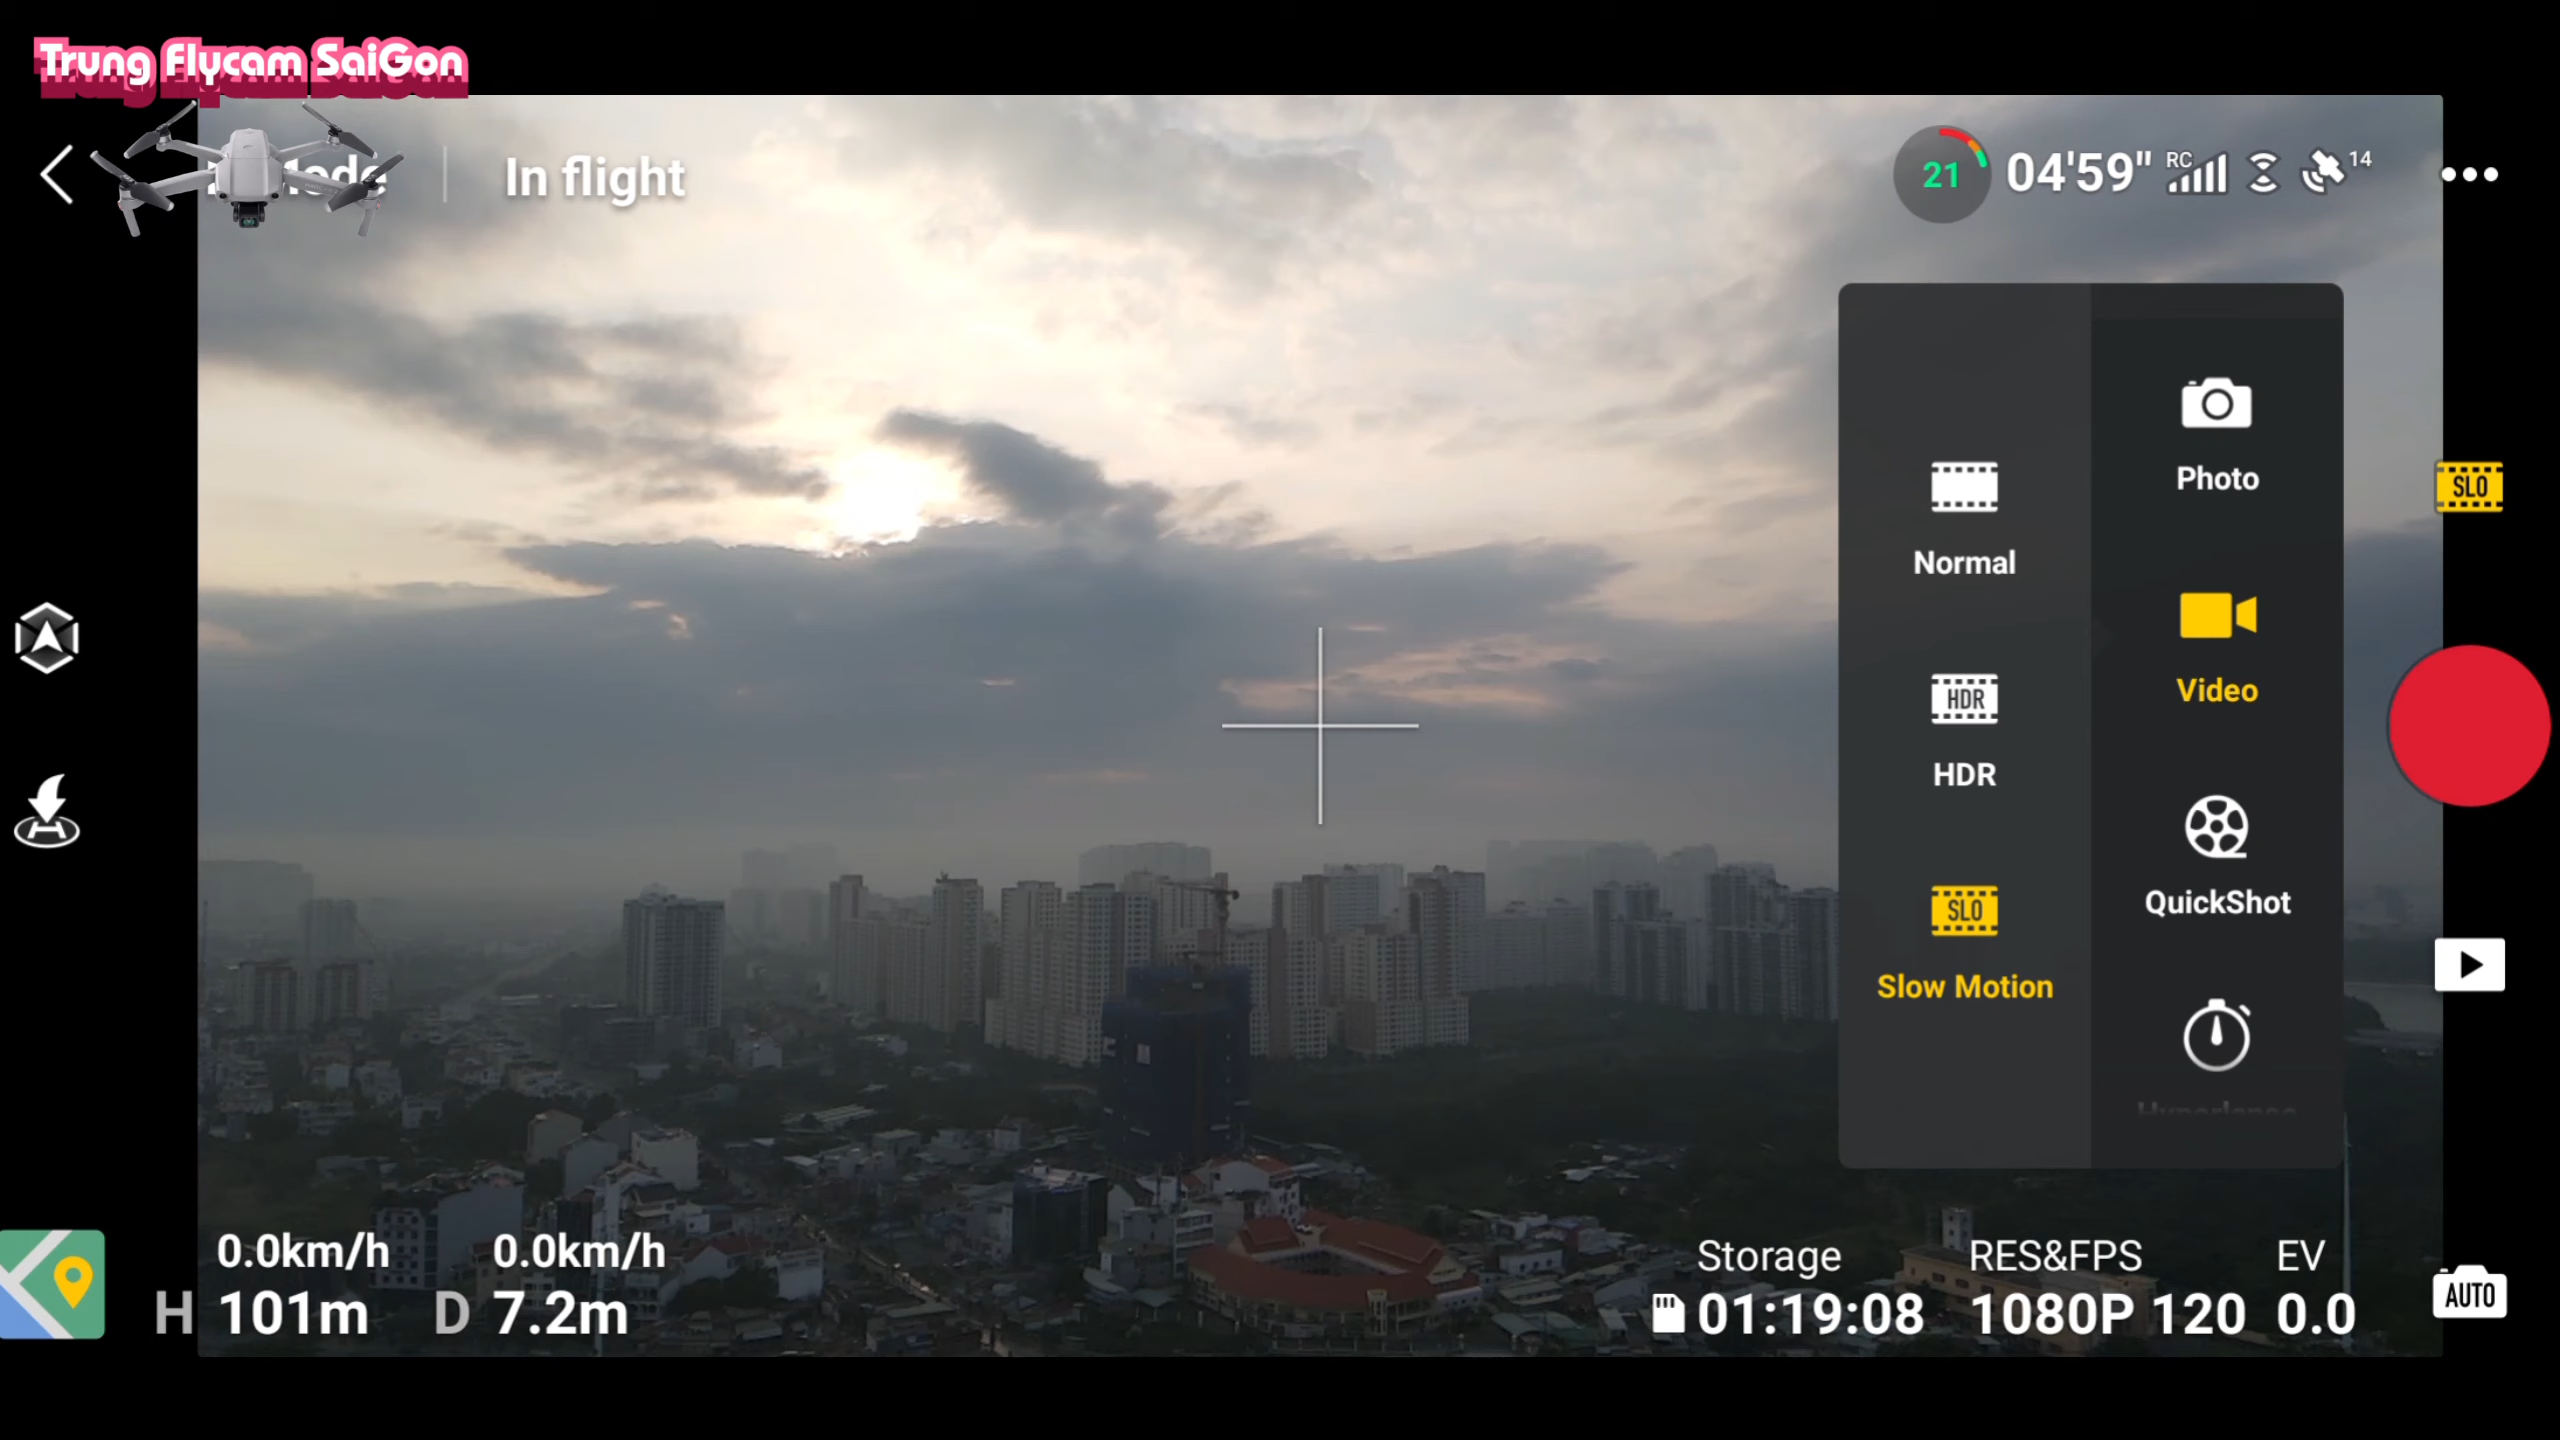 Trung Flycam SaiGon
In flight
21
04'59"
RC
14
Photo
Normal
SLO
Video
HDR
HDR
QuickShot
SLO
Slow Motion
Hyperlapse
0.0km/h
0.0km/h
H 101m
D 7.2m
Storage
RES&FPS
EV
01:19:08
1080P 120
0.0
AUTO